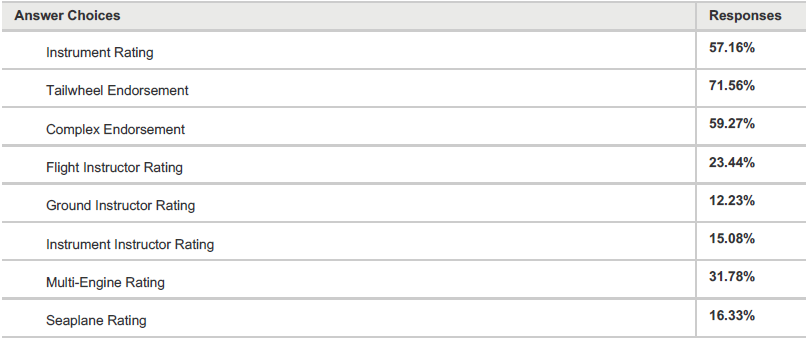 Answer Choices Responses
Instrument Rating 57.16%
Tailwheel Endorsement 71.56%
Complex Endorsement 59.27%
Flight Instructor Rating 23.44%
Ground Instructor Rating 12.23%
Instrument Instructor Rating 15.08%
Multi-Engine Rating 31.78%
Seaplane Rating 16.33%